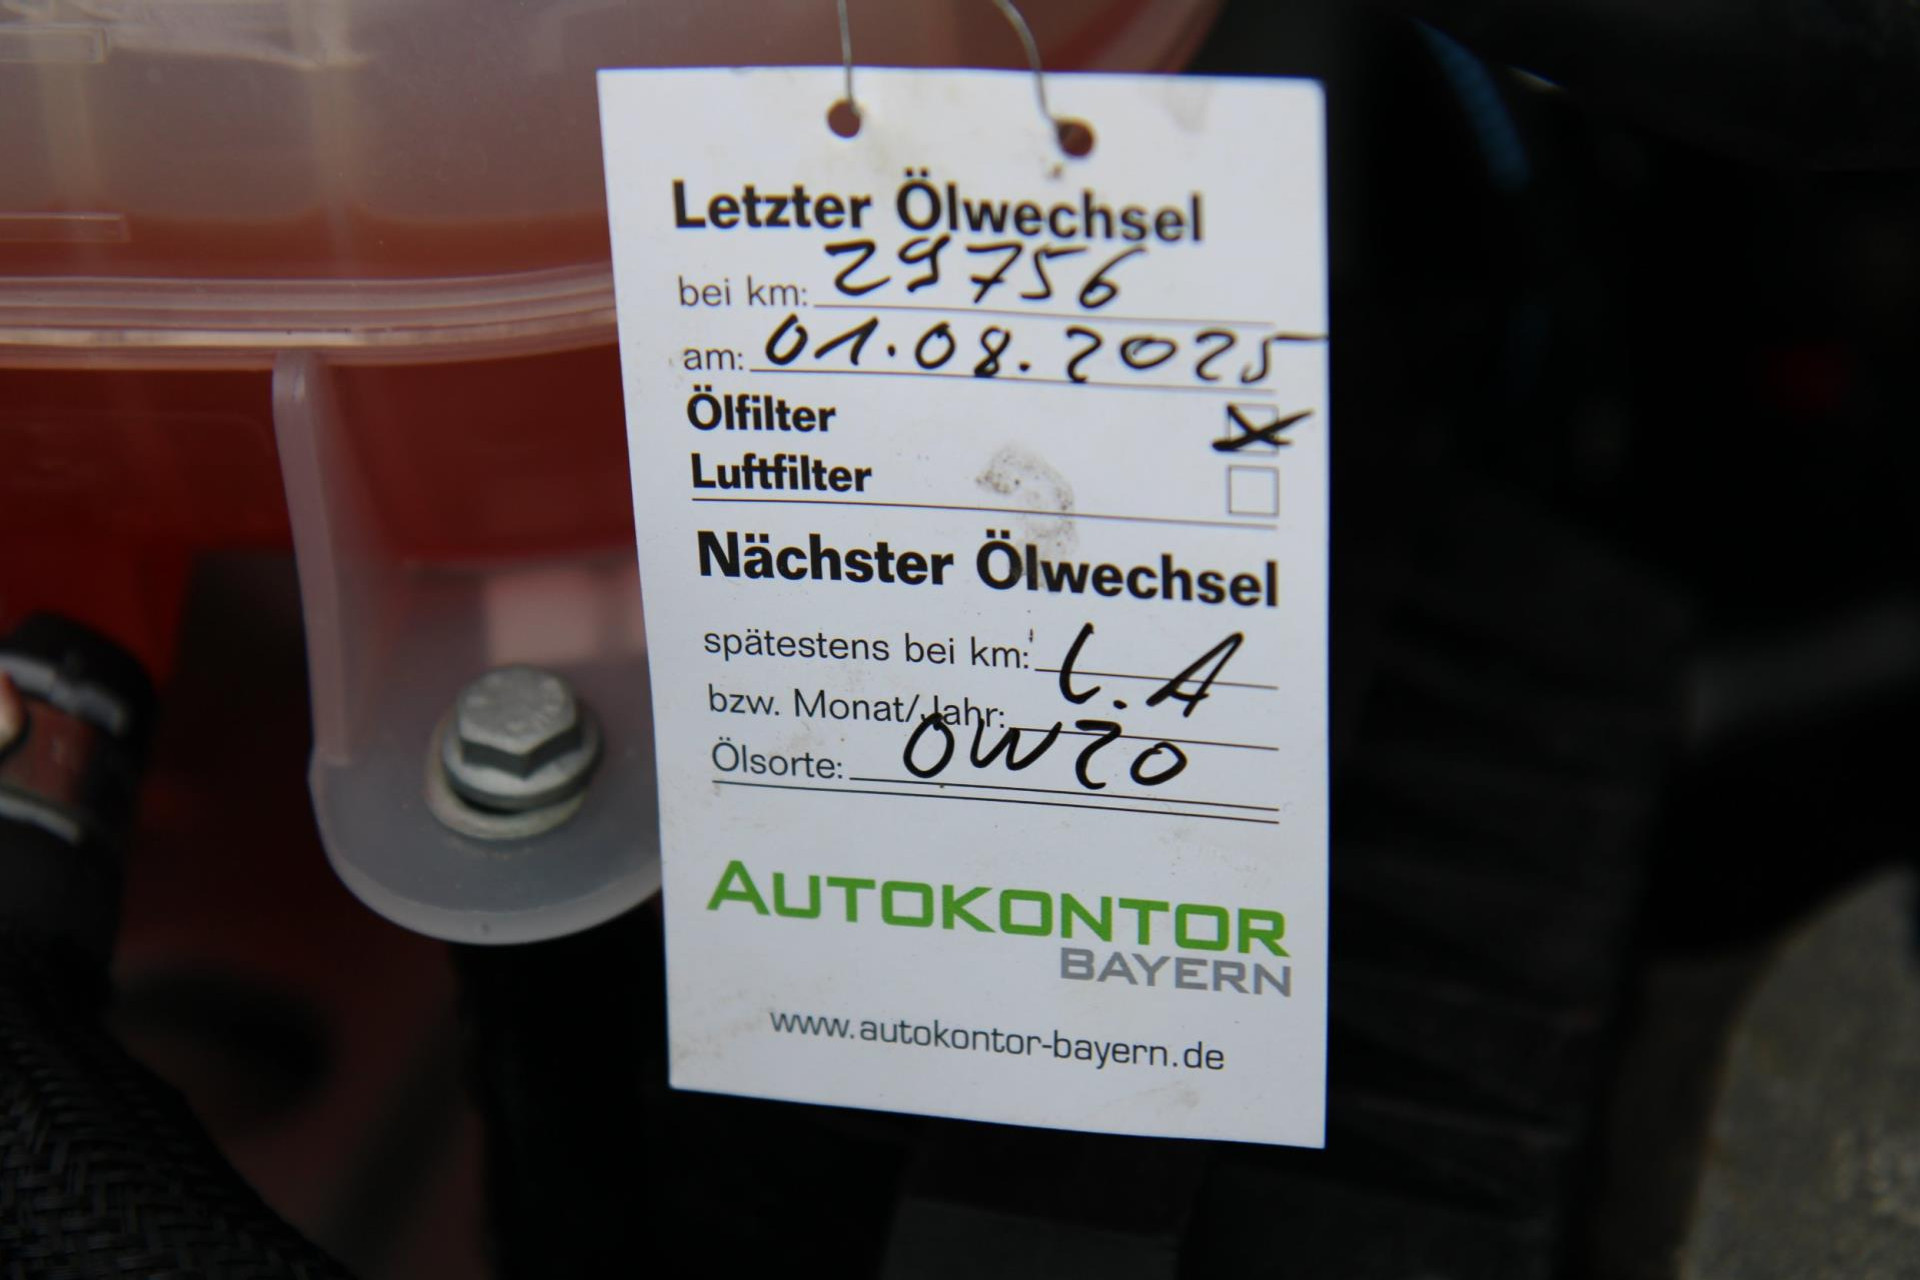 Letzter Ölwechsel
bei km: 29756
am: 01.08.2025
Ölfilter
Luftfilter
Nächster Ölwechsel
spätestens bei km: L.A
bzw. Monat/Jahr:
Ölsorte: 0W20
AUTOKONTOR
BAYERN
www.autokontor-bayern.de